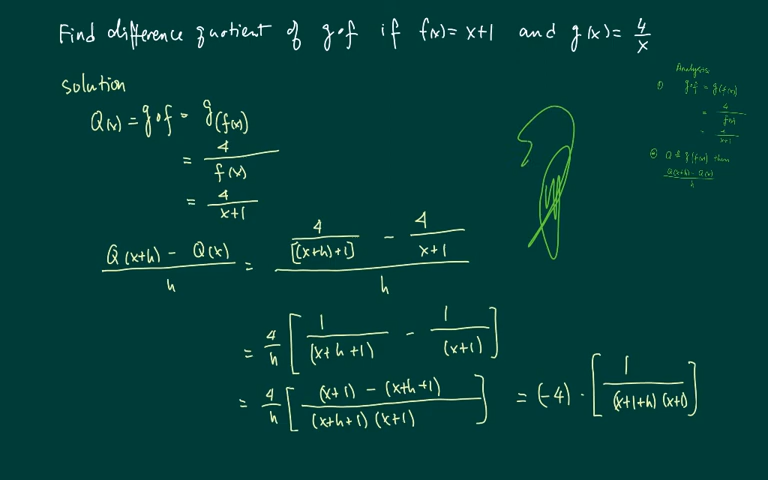 Find difference quotient of g∘f if f(x) = x+1 and g(x) = 4/x
solution
Q(x) = g∘f = g(f(x))
= 4/f(x)
= 4/(x+1)
(Q(x+h) - Q(x))/h = (4/[(x+h)+1] - 4/(x+1))/h
= 4/h [1/(x+h+1) - 1/(x+1)]
= 4/h [((x+1) - (x+h+1))/((x+h+1)(x+1))] = (-4) · [1/((x+1+h)(x+1))]
Analysis
① g∘f = g(f(x))
= 4/f(x)
= 4/(x+1)
② Q = g(f(x)) then
(Q(x+h) - Q(x))/h